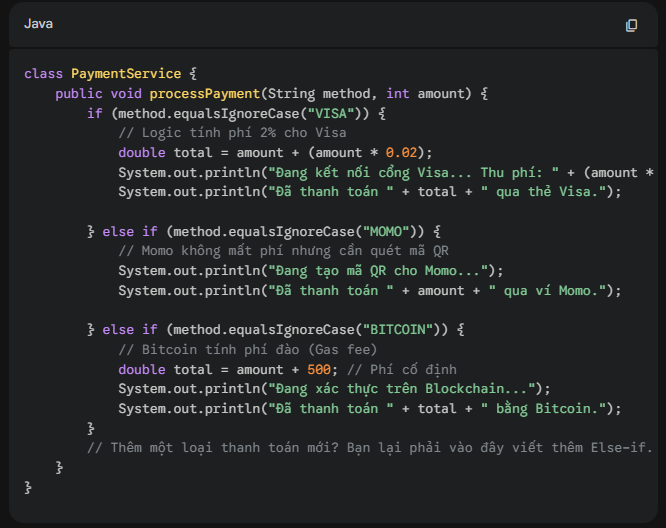 Java
class PaymentService {
    public void processPayment(String method, int amount) {
        if (method.equalsIgnoreCase("VISA")) {
            // Logic tính phí 2% cho Visa
            double total = amount + (amount * 0.02);
            System.out.println("Đang kết nối cổng Visa... Thu phí: " + (amount *
            System.out.println("Đã thanh toán " + total + " qua thẻ Visa.");
        } else if (method.equalsIgnoreCase("MOMO")) {
            // Momo không mất phí nhưng cần quét mã QR
            System.out.println("Đang tạo mã QR cho Momo...");
            System.out.println("Đã thanh toán " + amount + " qua ví Momo.");
        } else if (method.equalsIgnoreCase("BITCOIN")) {
            // Bitcoin tính phí đào (Gas fee)
            double total = amount + 500; // Phí cố định
            System.out.println("Đang xác thực trên Blockchain...");
            System.out.println("Đã thanh toán " + total + " bằng Bitcoin.");
        }
        // Thêm một loại thanh toán mới? Bạn lại phải vào đây viết thêm Else-if.
    }
}